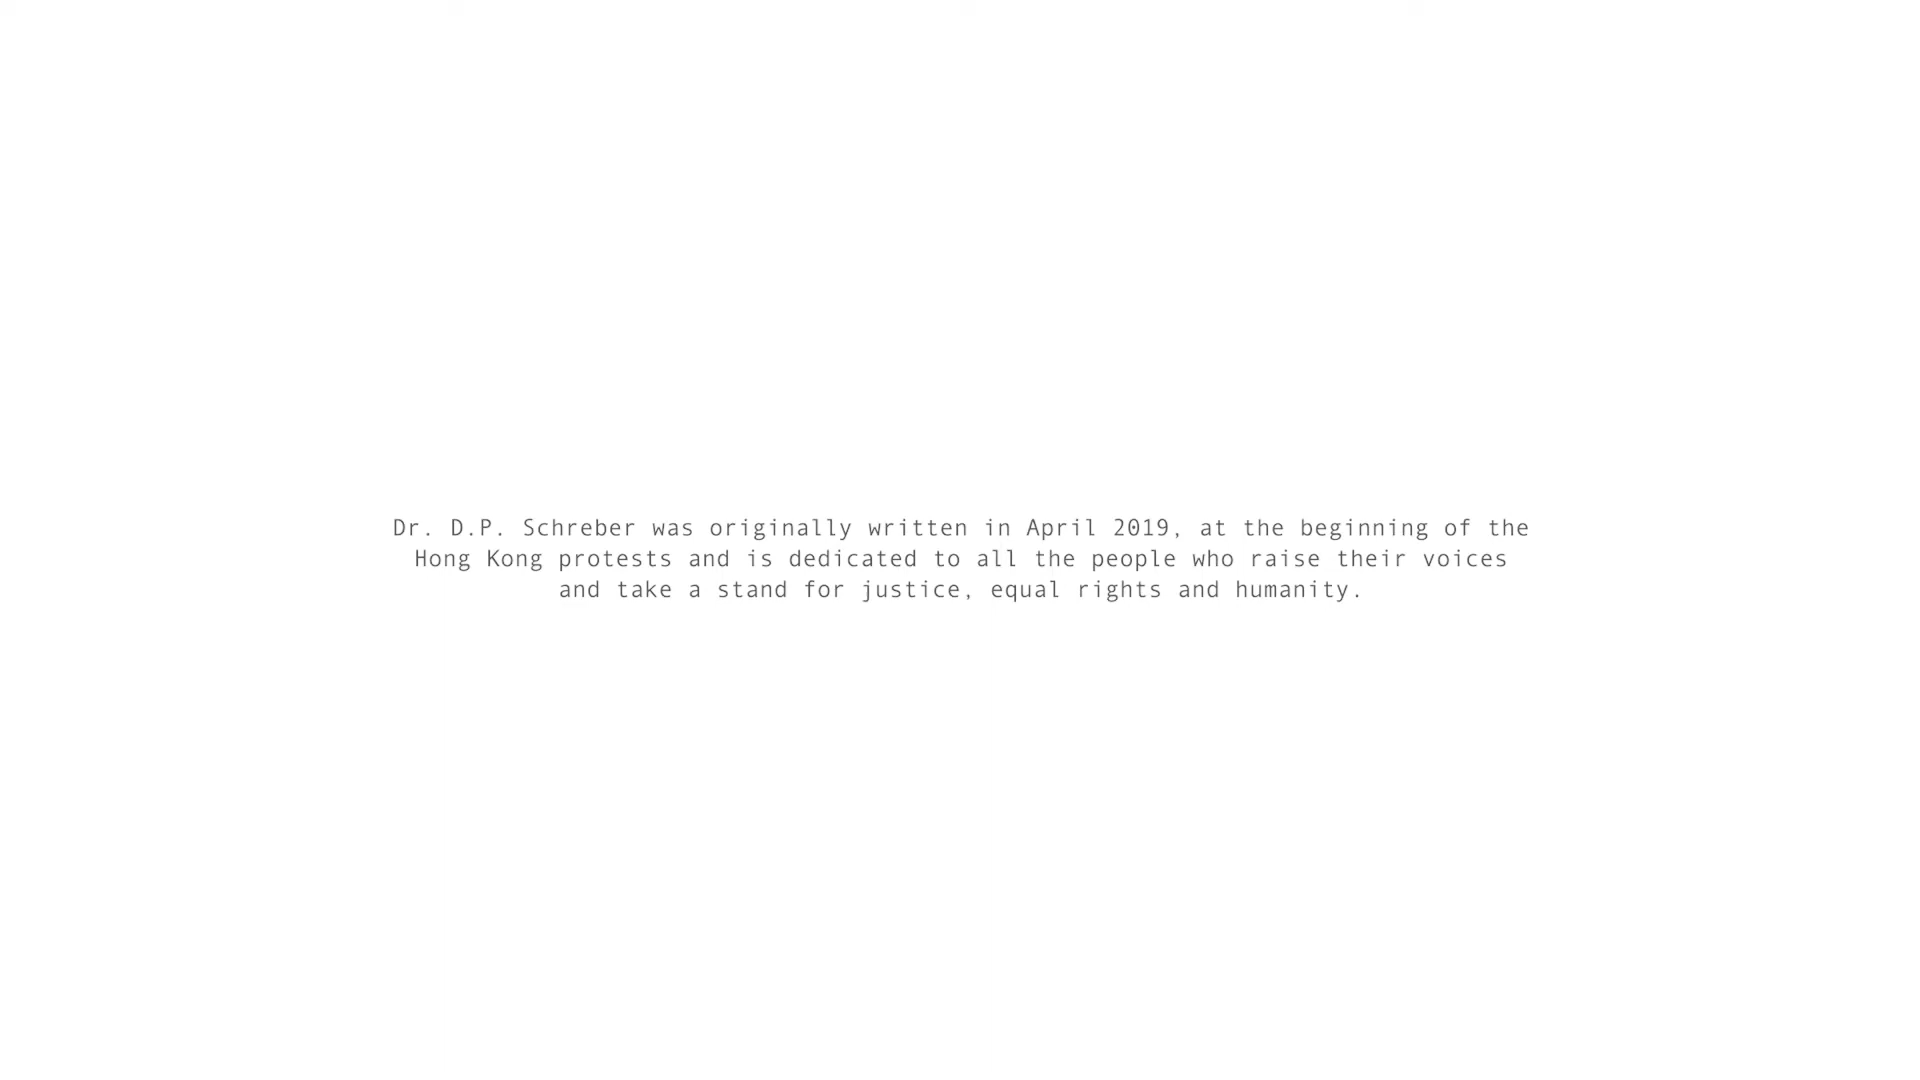 Dr. D.P. Schreber was originally written in April 2019, at the beginning of the
Hong Kong protests and is dedicated to all the people who raise their voices
and take a stand for justice, equal rights and humanity.